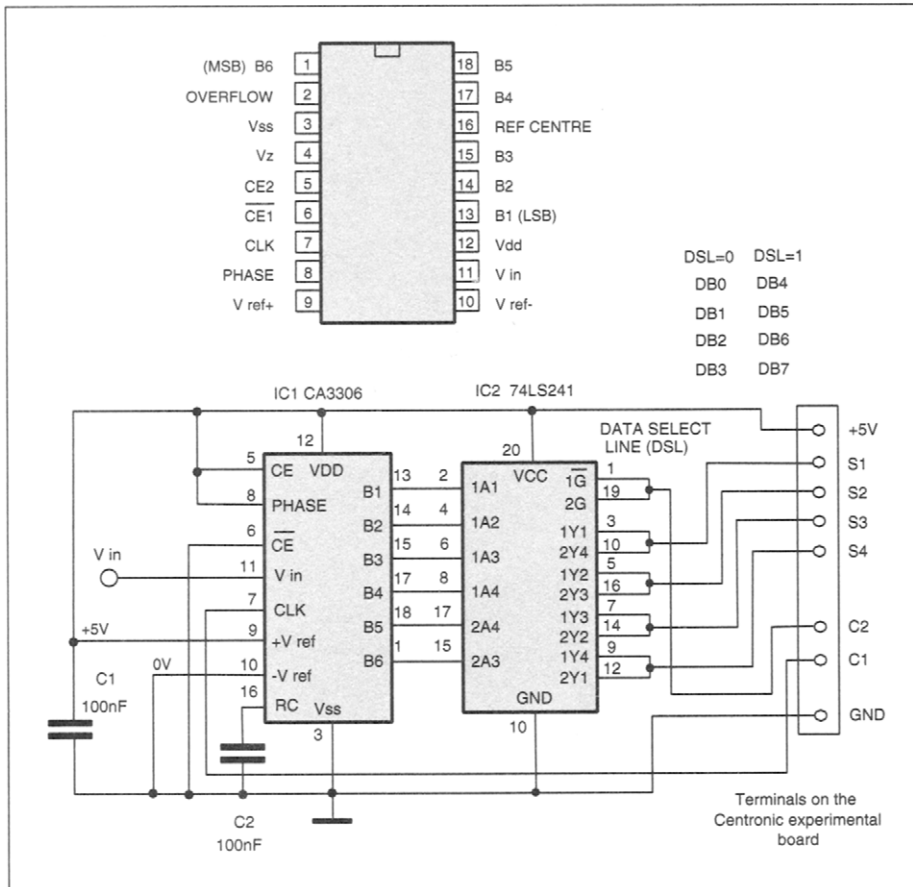 (MSB) B6 1 18 B5
OVERFLOW 2 17 B4
Vss 3 16 REF CENTRE
Vz 4 15 B3
CE2 5 14 B2
CE1 6 13 B1 (LSB)
CLK 7 12 Vdd
PHASE 8 11 V in
V ref+ 9 10 V ref-
DSL=0 DSL=1
DB0 DB4
DB1 DB5
DB2 DB6
DB3 DB7
IC1 CA3306
IC2 74LS241
DATA SELECT
LINE (DSL)
12
VDD
5 CE
8 PHASE
6 CE
V in
11 V in
7 CLK
+5V
9 +V ref
0V
10 -V ref
16 RC
Vss
3
B1 13
B2 14
B3 15
B4 17
B5 18
B6 1
C1
100nF
C2
100nF
20
VCC
2 1A1
4 1A2
6 1A3
8 1A4
17 2A4
15 2A3
1G 1
2G 19
1Y1 3
2Y4 10
1Y2 5
2Y3 16
1Y3 7
2Y2 14
1Y4 9
2Y1 12
GND
10
+5V
S1
S2
S3
S4
C2
C1
GND
Terminals on the
Centronic experimental
board